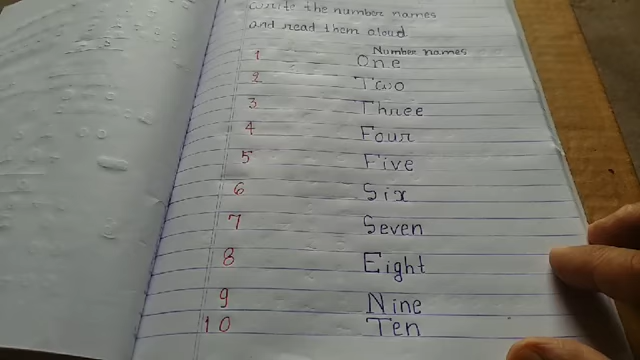 Write the number names
and read them aloud
Number names
1 One
2 Two
3 Three
4 Four
5 Five
6 Six
7 Seven
8 Eight
9 Nine
10 Ten